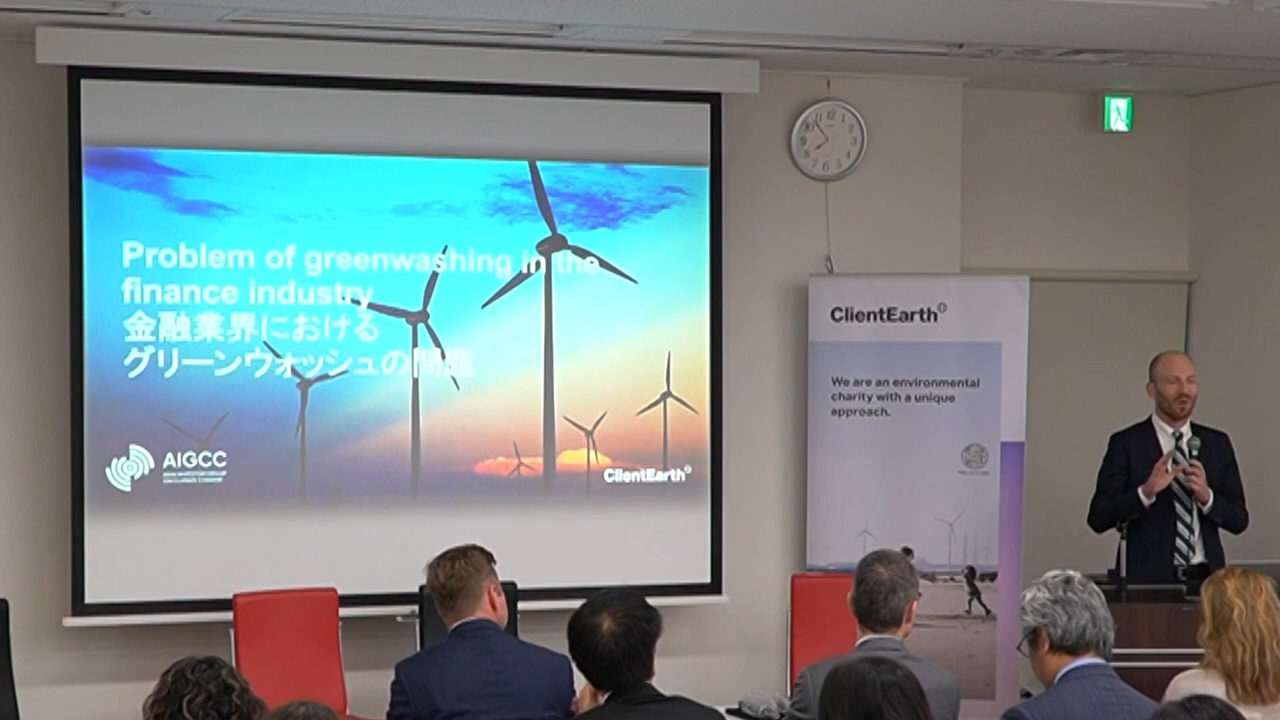 Problem of greenwashing in the
finance industry
金融業界における
グリーンウォッシュの問題
AIGCC
ClientEarth
ClientEarth
We are an environmental
charity with a unique
approach.